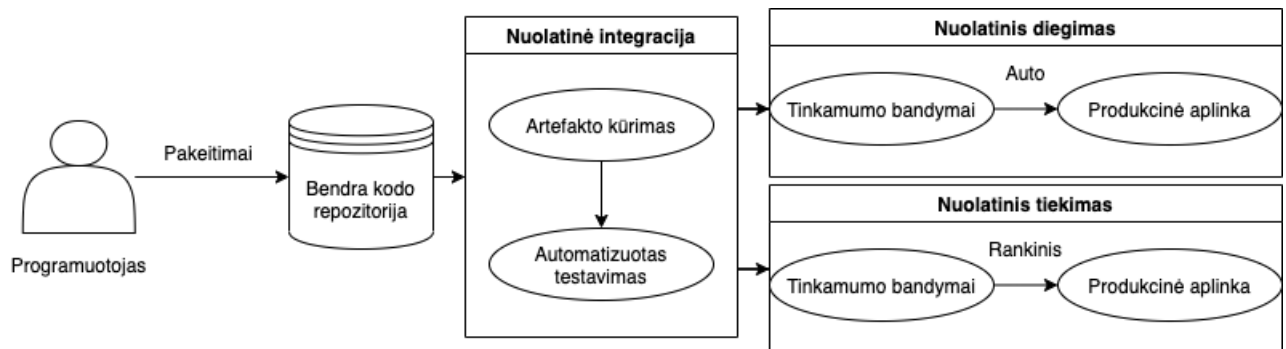 Programuotojas
Pakeitimai
Bendra kodo
repozitorija
Nuolatinė integracija
Artefakto kūrimas
Automatizuotas
testavimas
Nuolatinis diegimas
Tinkamumo bandymai
Auto
Produkcinė aplinka
Nuolatinis tiekimas
Tinkamumo bandymai
Rankinis
Produkcinė aplinka